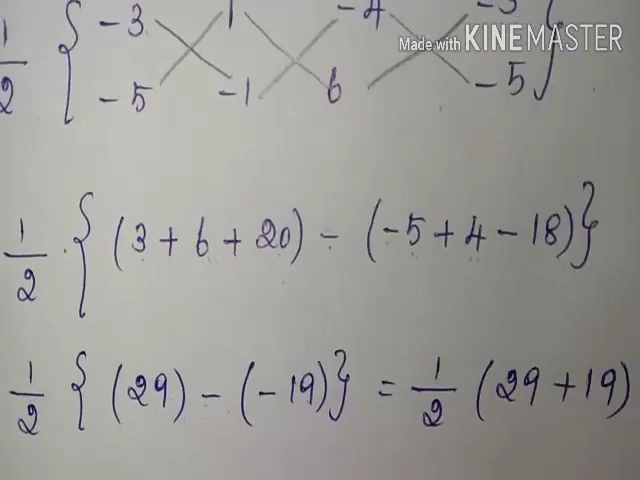 1/2 { -3 1 -4 -3 }
-5 -1 6 -5
Made with KINEMASTER
1/2 { (3 + 6 + 20) - (-5 + 4 - 18) }
1/2 { (29) - (-19) } = 1/2 (29 + 19)